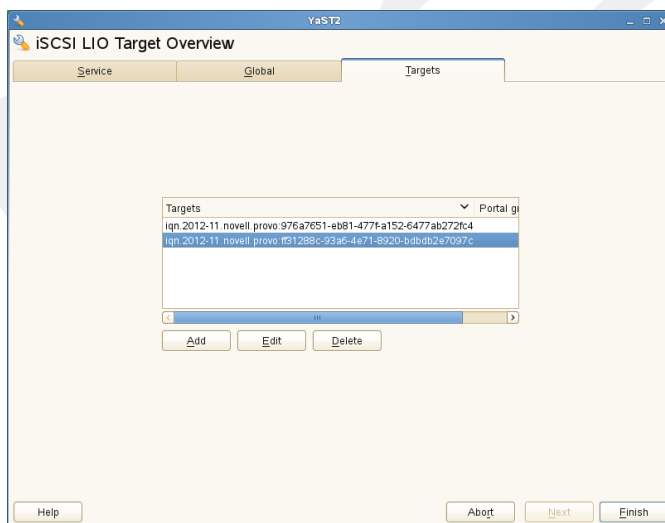 YaST2
iSCSI LIO Target Overview
Service Global Targets
Targets Portal gr
iqn.2012-11.novell.provo:976a7651-eb81-477f-a152-6477ab272fc4
iqn.2012-11.novell.provo:ff31288c-93a6-4e71-8920-bdbdb2e7097c
Add Edit Delete
Help Abort Next Finish